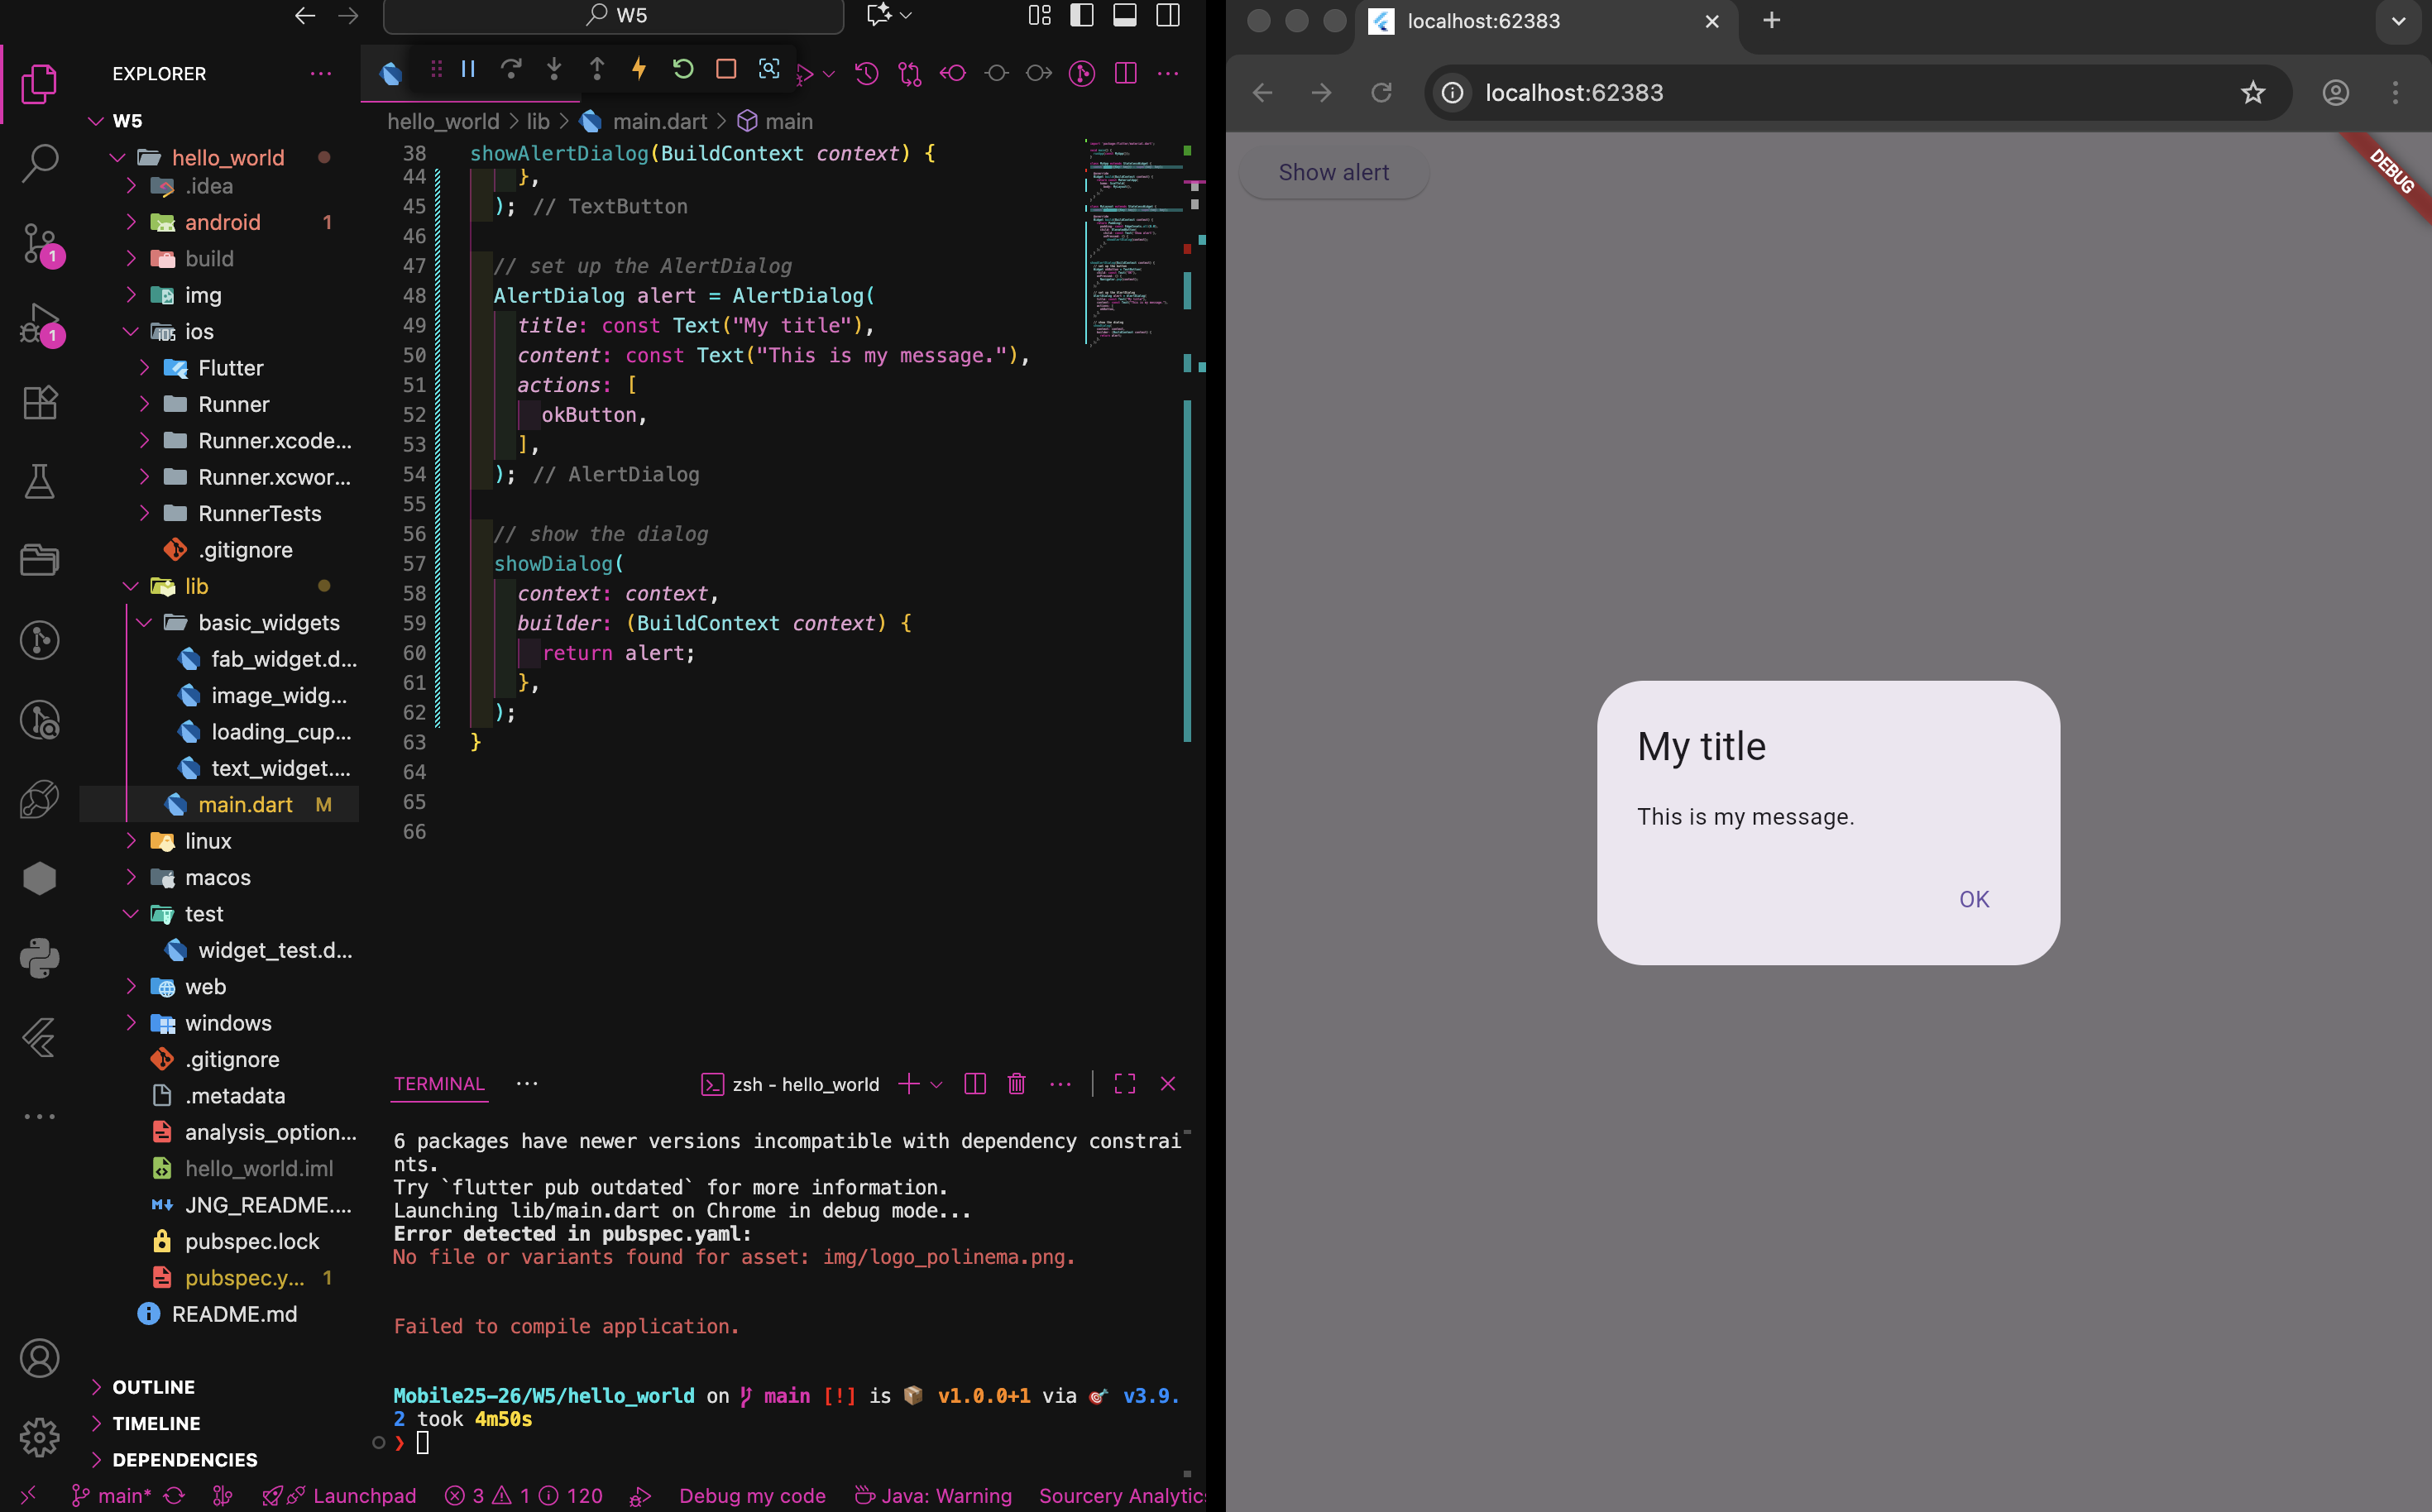 W5
EXPLORER
W5
hello_world
.idea
android 1
build
img
ios
Flutter
Runner
Runner.xcode...
Runner.xcwor...
RunnerTests
.gitignore
lib
basic_widgets
fab_widget.d...
image_widg...
loading_cup...
text_widget....
main.dart M
linux
macos
test
widget_test.d...
web
windows
.gitignore
.metadata
analysis_option...
hello_world.iml
JNG_README....
pubspec.lock
pubspec.y... 1
README.md
OUTLINE
TIMELINE
DEPENDENCIES
1
1
hello_world > lib > main.dart > main
38 showAlertDialog(BuildContext context) {
44 },
45 ); // TextButton
46
47 // set up the AlertDialog
48 AlertDialog alert = AlertDialog(
49 title: const Text("My title"),
50 content: const Text("This is my message."),
51 actions: [
52 okButton,
53 ],
54 ); // AlertDialog
55
56 // show the dialog
57 showDialog(
58 context: context,
59 builder: (BuildContext context) {
60 return alert;
61 },
62 );
63 }
64
65
66
TERMINAL
zsh - hello_world
6 packages have newer versions incompatible with dependency constrai
nts.
Try `flutter pub outdated` for more information.
Launching lib/main.dart on Chrome in debug mode...
Error detected in pubspec.yaml:
No file or variants found for asset: img/logo_polinema.png.
Failed to compile application.
Mobile25-26/W5/hello_world on main [!] is 📦 v1.0.0+1 via 🎯 v3.9.
2 took 4m50s
❯
main* Launchpad 3 1 120 Debug my code Java: Warning Sourcery Analytics
localhost:62383
localhost:62383
Show alert
DEBUG
My title
This is my message.
OK